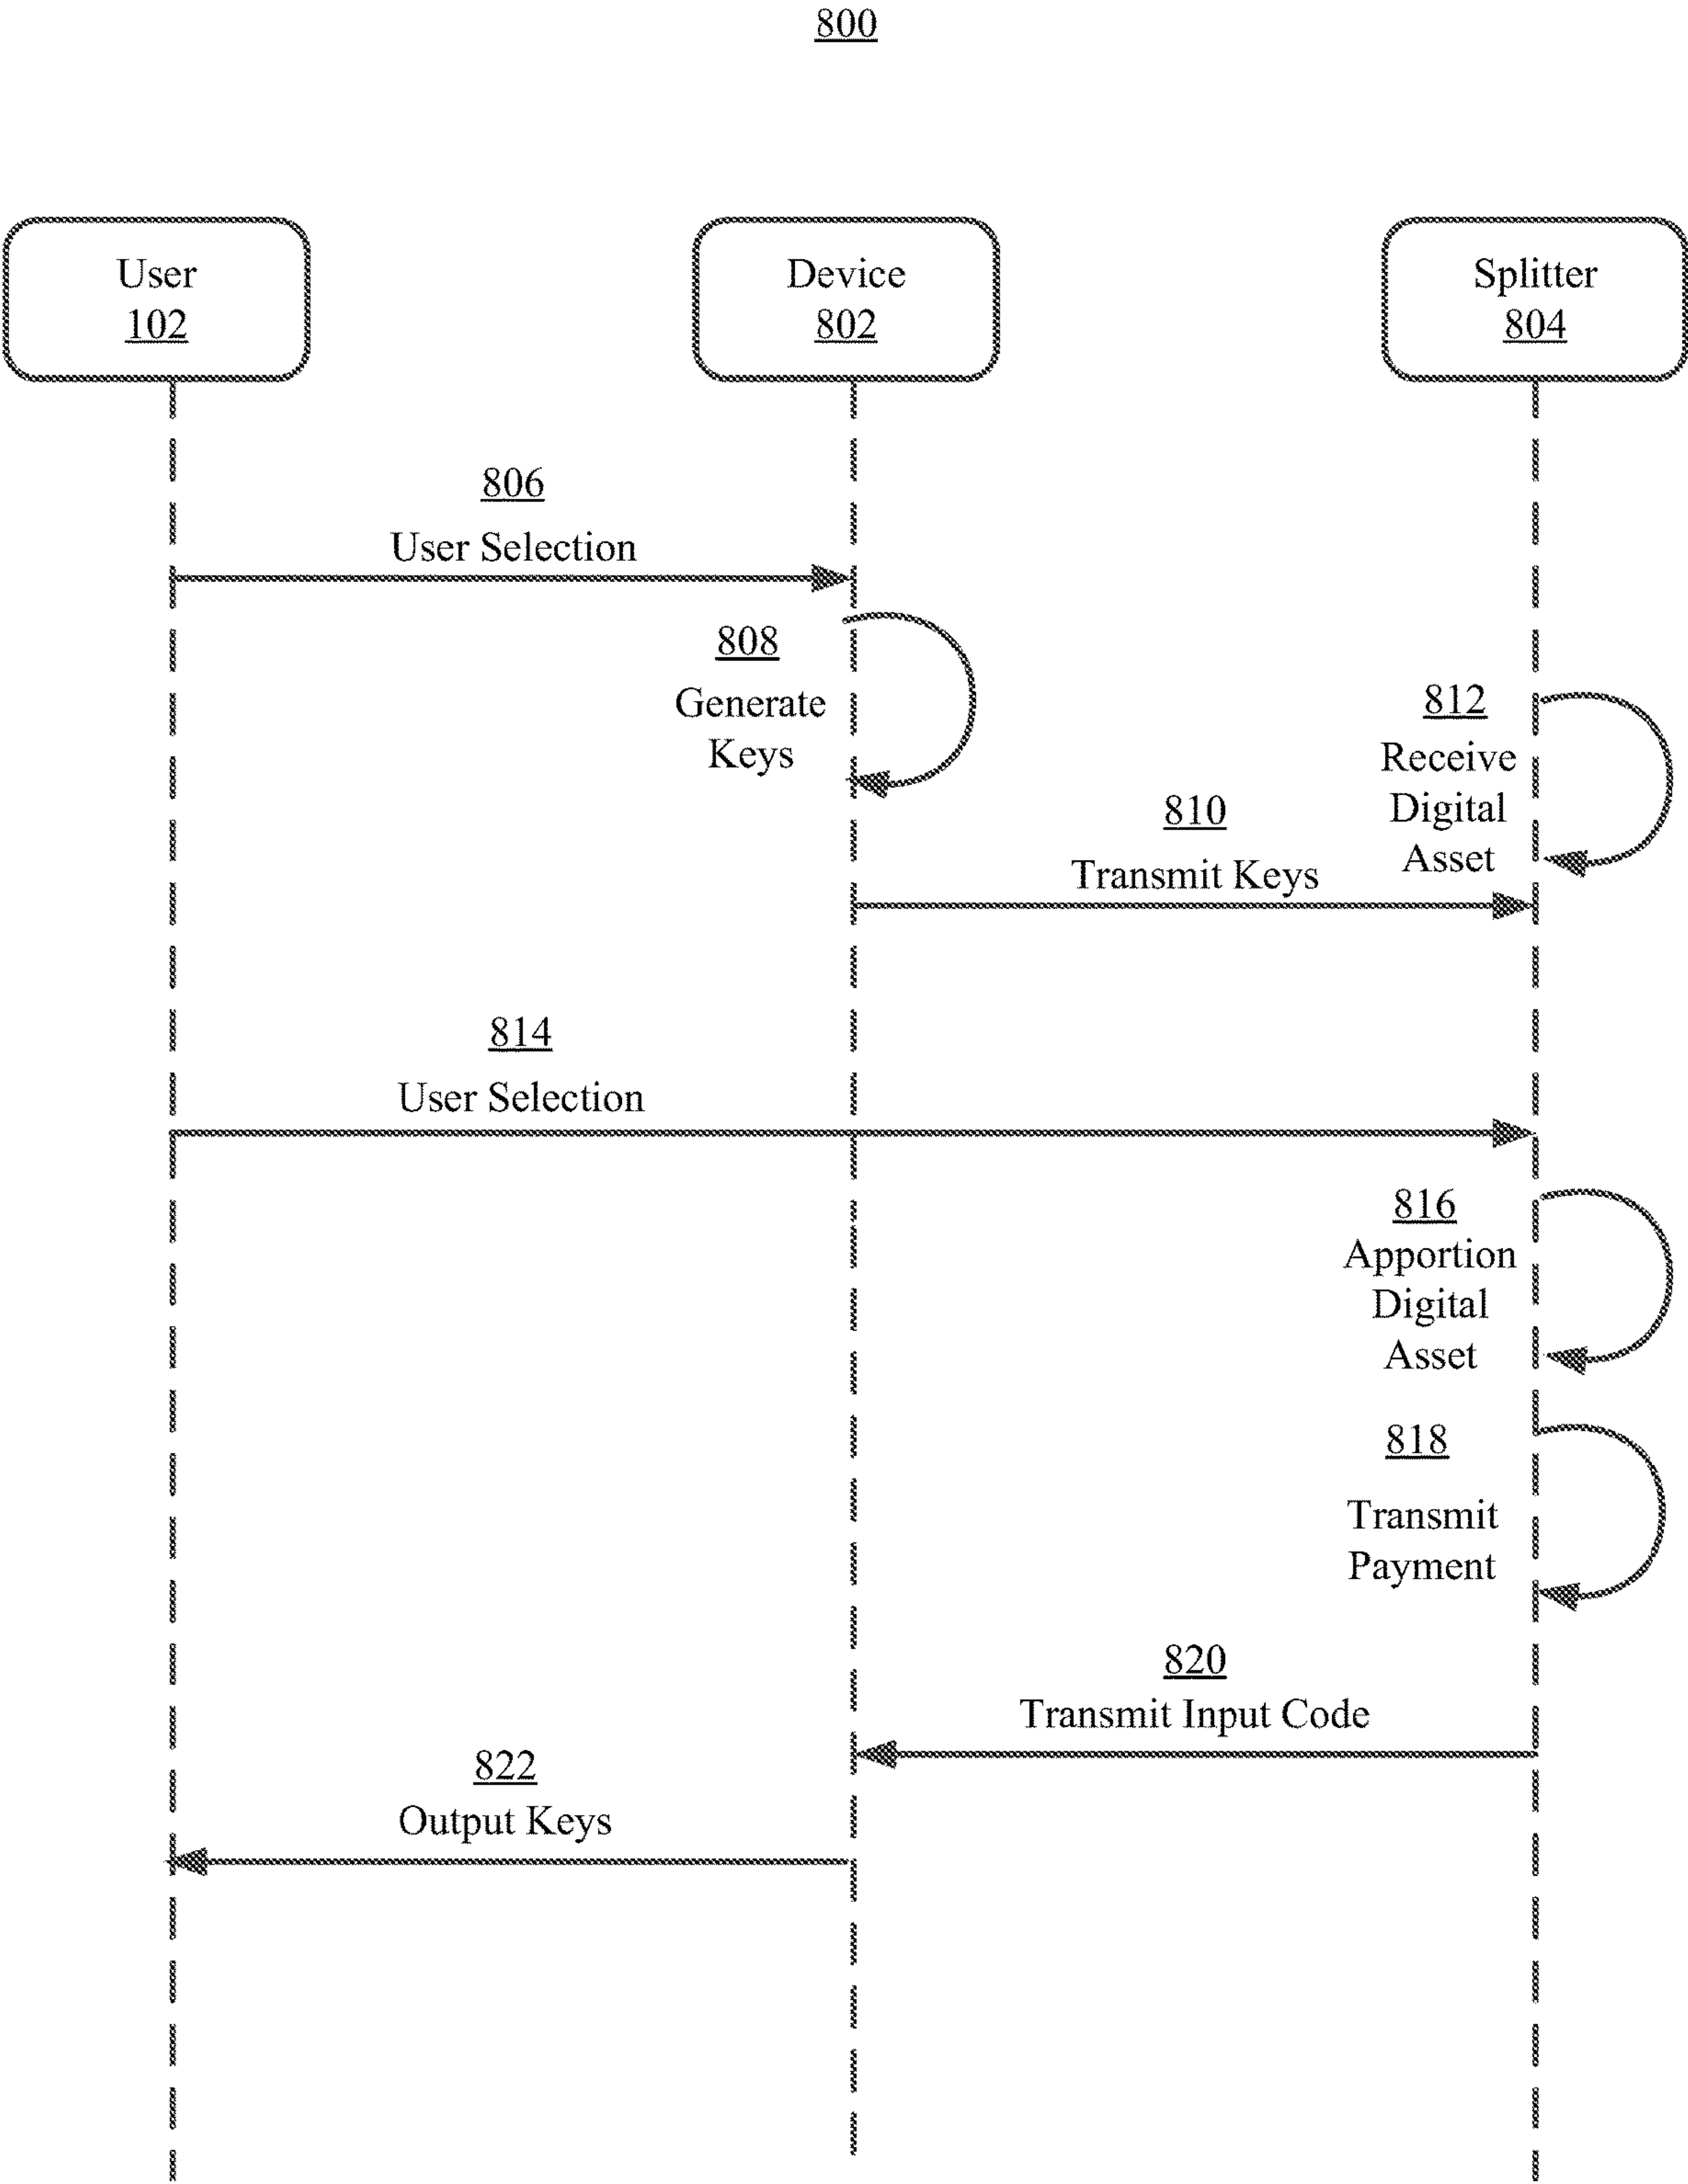 800
User
102
Device
802
Splitter
804
806
User Selection
808
Generate
Keys
812
Receive
Digital
Asset
810
Transmit Keys
814
User Selection
816
Apportion
Digital
Asset
818
Transmit
Payment
820
Transmit Input Code
822
Output Keys